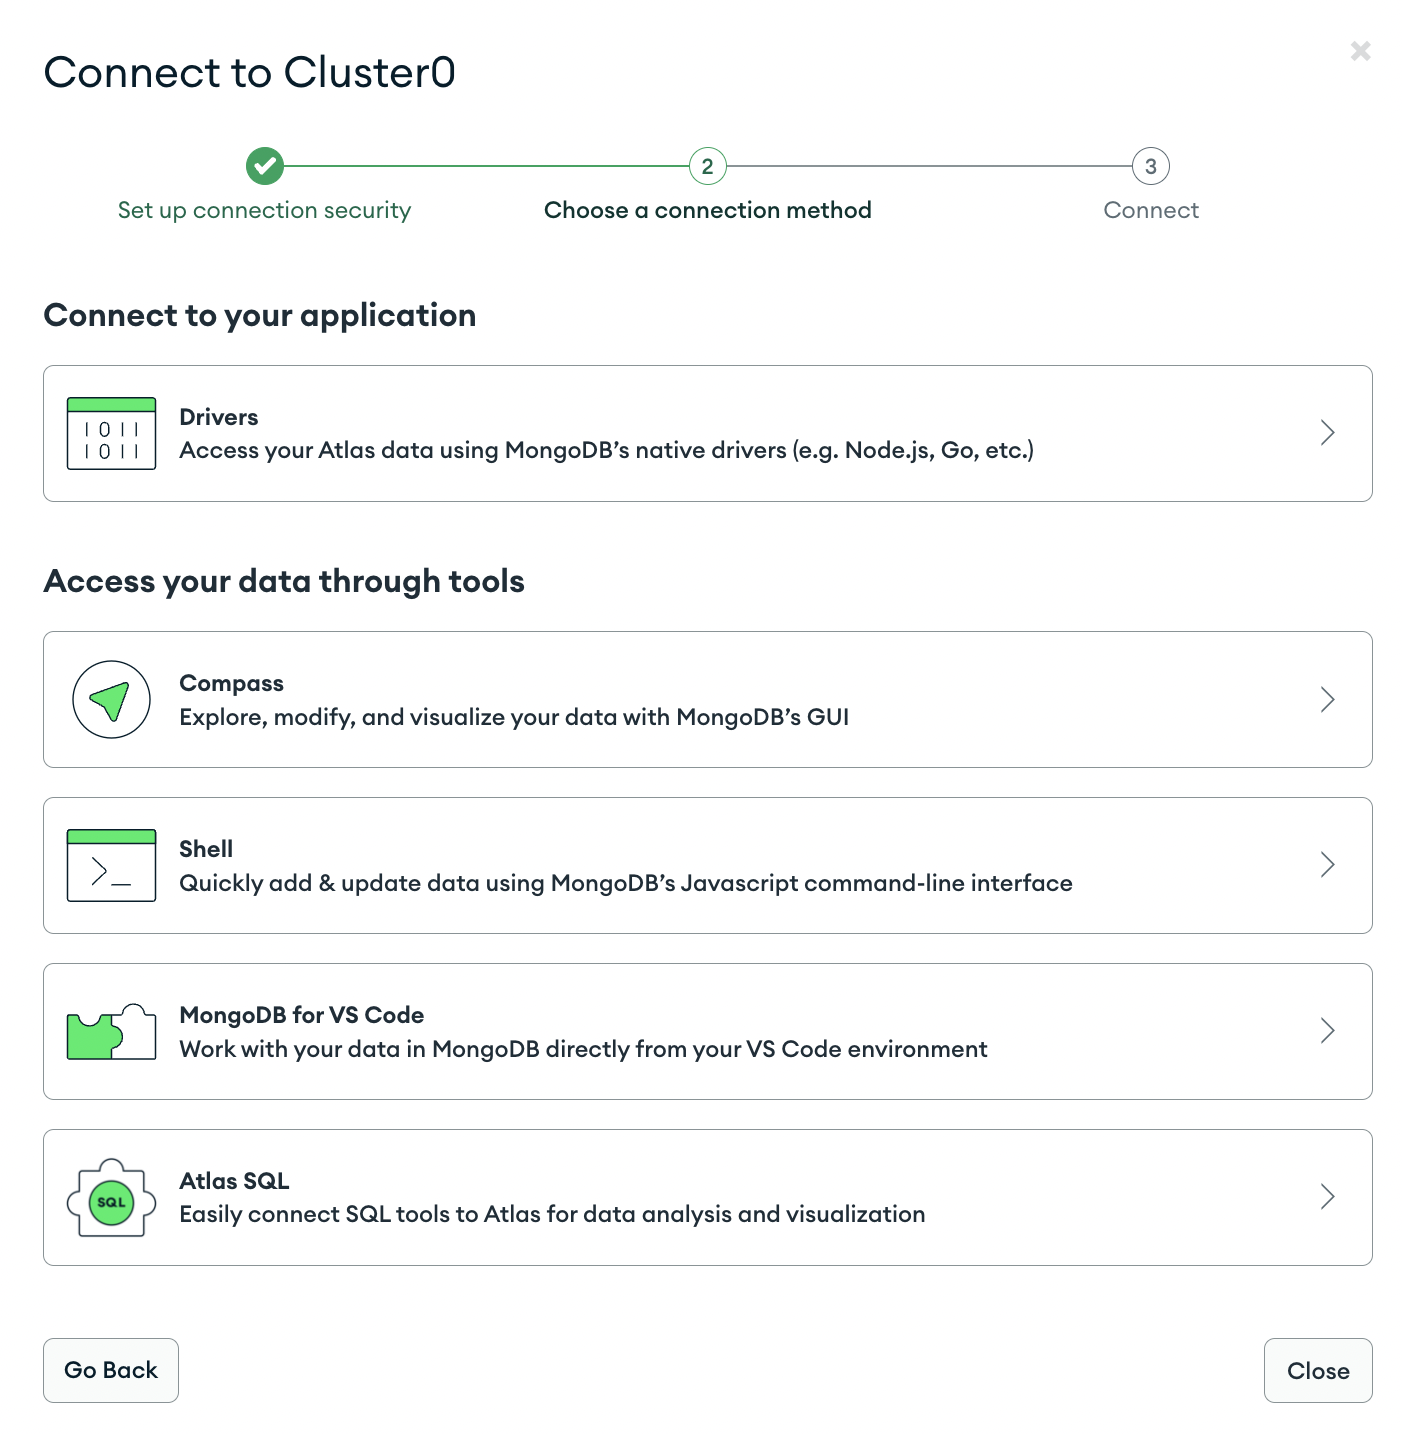 Connect to Cluster0
2
3
Set up connection security
Choose a connection method
Connect
Connect to your application
1011
1011
Drivers
Access your Atlas data using MongoDB’s native drivers (e.g. Node.js, Go, etc.)
Access your data through tools
Compass
Explore, modify, and visualize your data with MongoDB’s GUI
>_
Shell
Quickly add & update data using MongoDB’s Javascript command-line interface
MongoDB for VS Code
Work with your data in MongoDB directly from your VS Code environment
SQL
Atlas SQL
Easily connect SQL tools to Atlas for data analysis and visualization
Go Back
Close